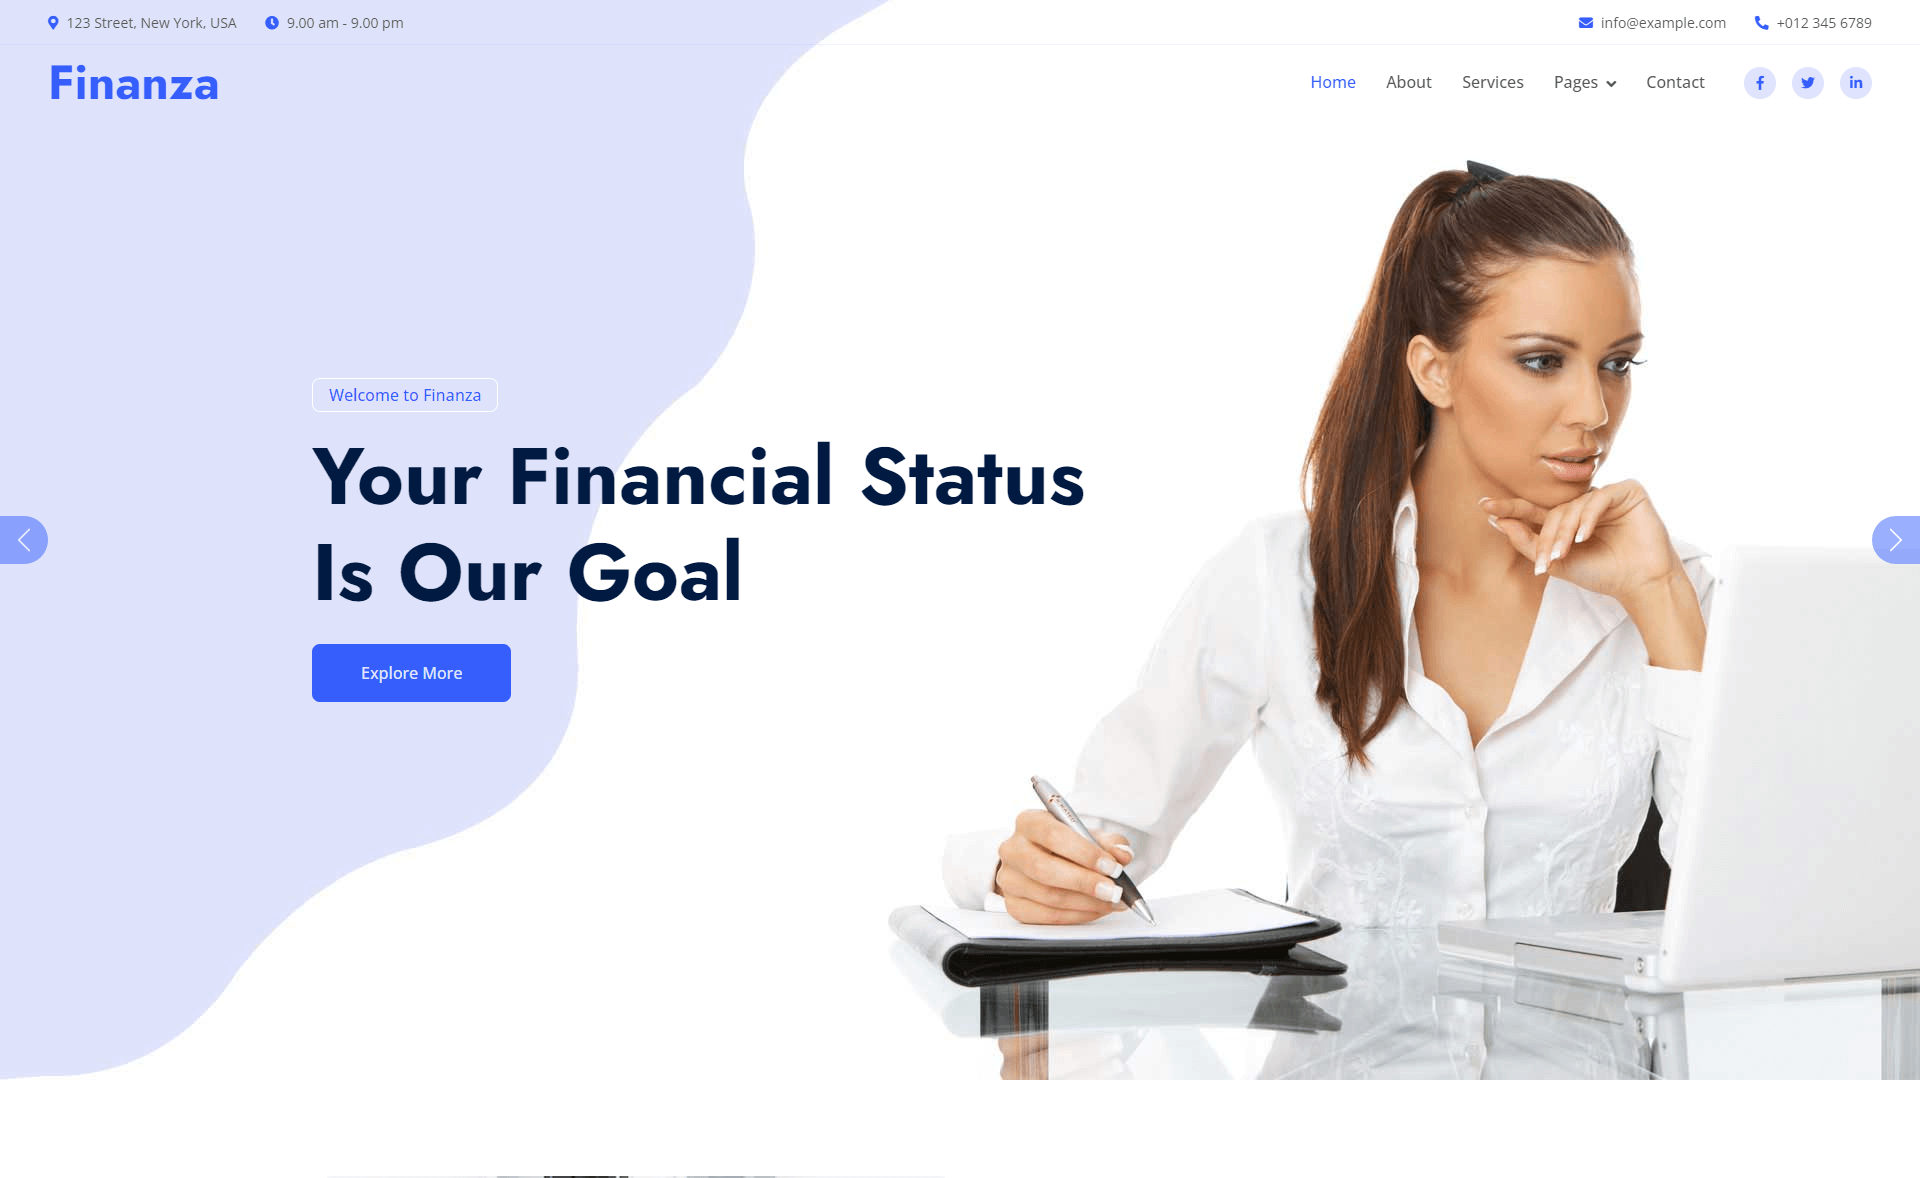 123 Street, New York, USA 9.00 am - 9.00 pm info@example.com +012 345 6789
Finanza Home About Services Pages Contact
Welcome to Finanza
Your Financial Status
Is Our Goal
Explore More